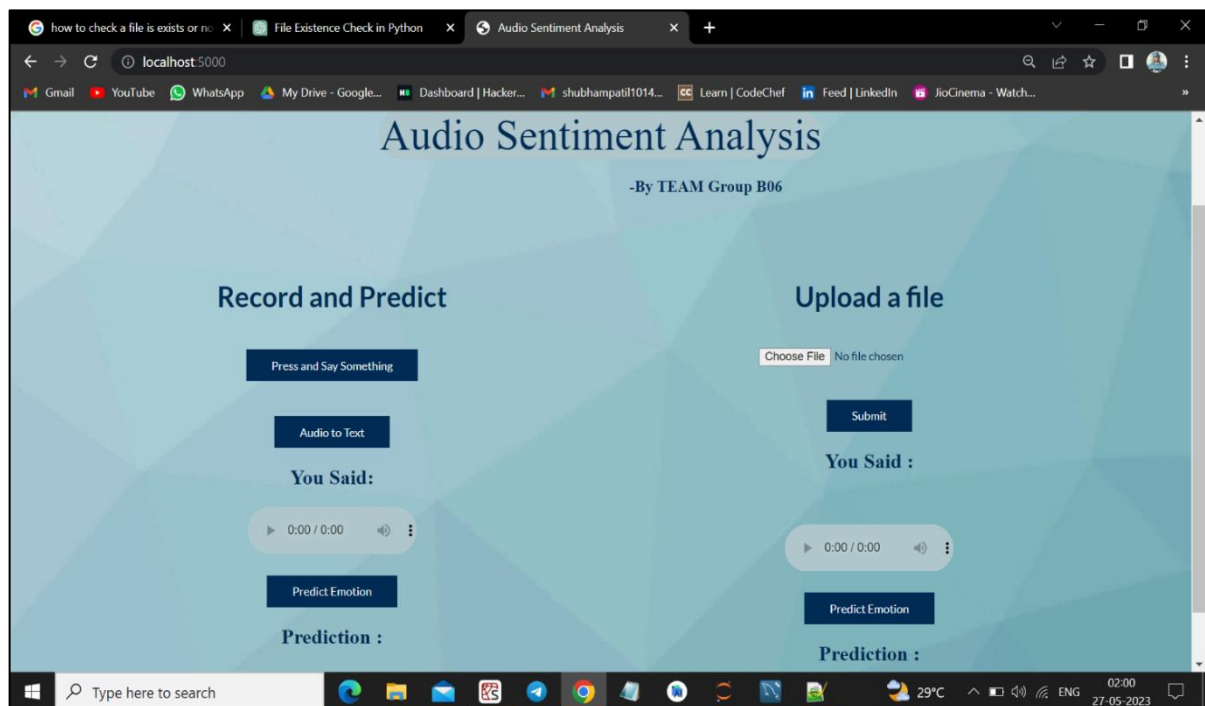 how to check a file is exists or no
File Existence Check in Python
Audio Sentiment Analysis
localhost:5000
Gmail
YouTube
WhatsApp
My Drive - Google...
Dashboard | Hacker...
shubhampatil1014...
CC Learn | CodeChef
in Feed | LinkedIn
JioCinema - Watch...
»
Audio Sentiment Analysis
-By TEAM Group B06
Record and Predict
Press and Say Something
Audio to Text
You Said:
0:00 / 0:00
Predict Emotion
Prediction :
Upload a file
Choose File No file chosen
Submit
You Said :
0:00 / 0:00
Predict Emotion
Prediction :
Type here to search
29°C
ENG
02:00
27-05-2023